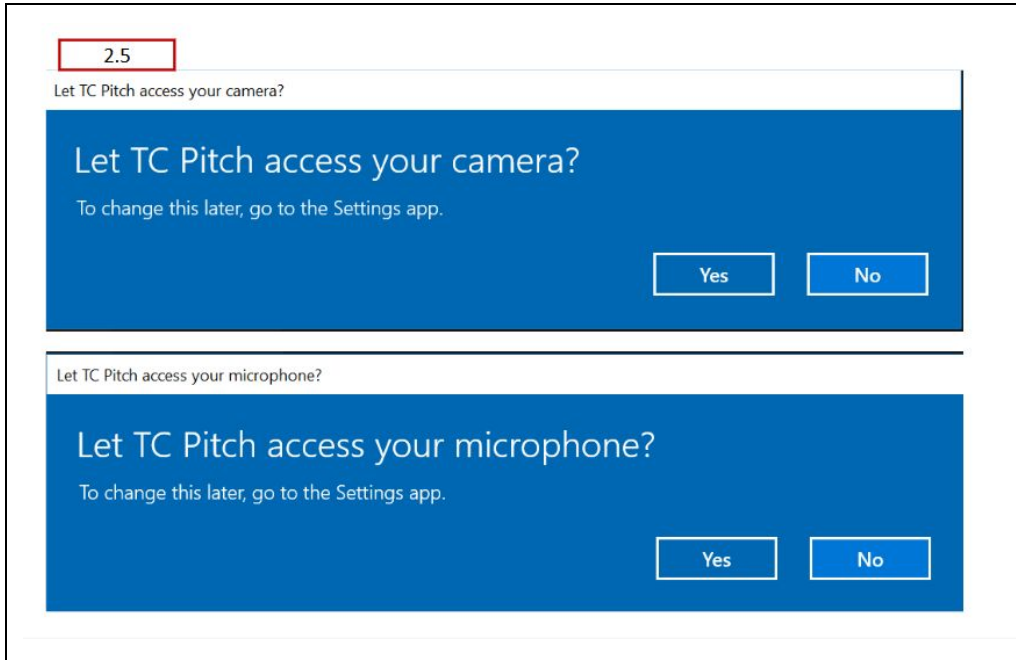 2.5
Let TC Pitch access your camera?
Let TC Pitch access your camera?
To change this later, go to the Settings app.
Yes No
Let TC Pitch access your microphone?
Let TC Pitch access your microphone?
To change this later, go to the Settings app.
Yes No